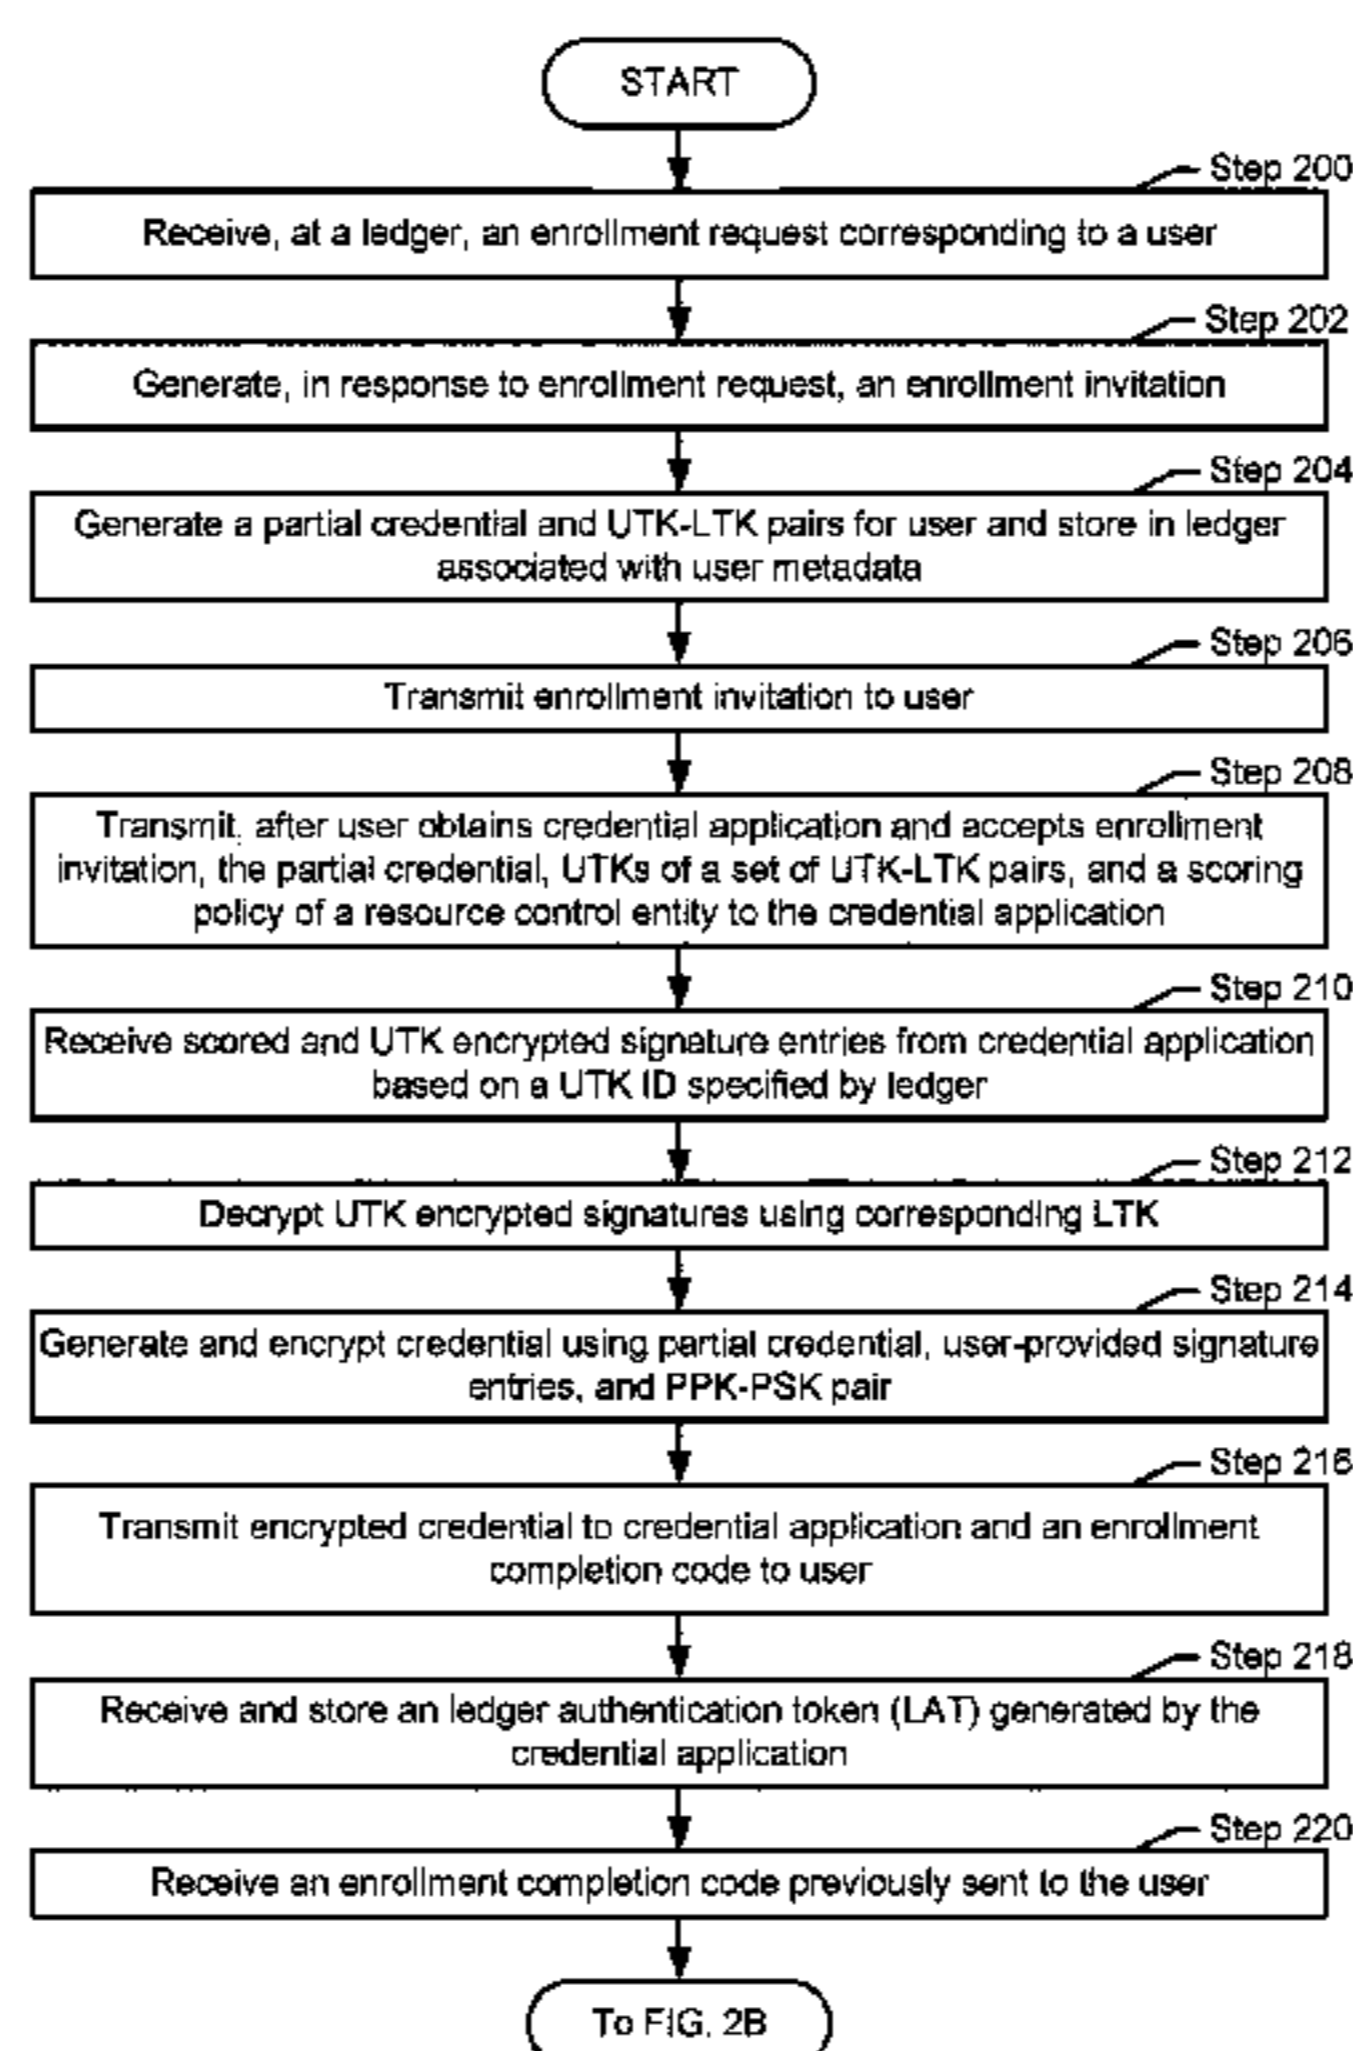 START
Step 200
Receive, at a ledger, an enrollment request corresponding to a user
Step 202
Generate, in response to enrollment request, an enrollment invitation
Step 204
Generate a partial credential and UTK-LTK pairs for user and store in ledger
associated with user metadata
Step 206
Transmit enrollment invitation to user
Step 208
Transmit, after user obtains credential application and accepts enrollment
invitation, the partial credential, UTKs of a set of UTK-LTK pairs, and a scoring
policy of a resource control entity to the credential application
Step 210
Receive scored and UTK encrypted signature entries from credential application
based on a UTK ID specified by ledger
Step 212
Decrypt UTK encrypted signatures using corresponding LTK
Step 214
Generate and encrypt credential using partial credential, user-provided signature
entries, and PPK-PSK pair
Step 216
Transmit encrypted credential to credential application and an enrollment
completion code to user
Step 218
Receive and store an ledger authentication token (LAT) generated by the
credential application
Step 220
Receive an enrollment completion code previously sent to the user
To FIG. 2B